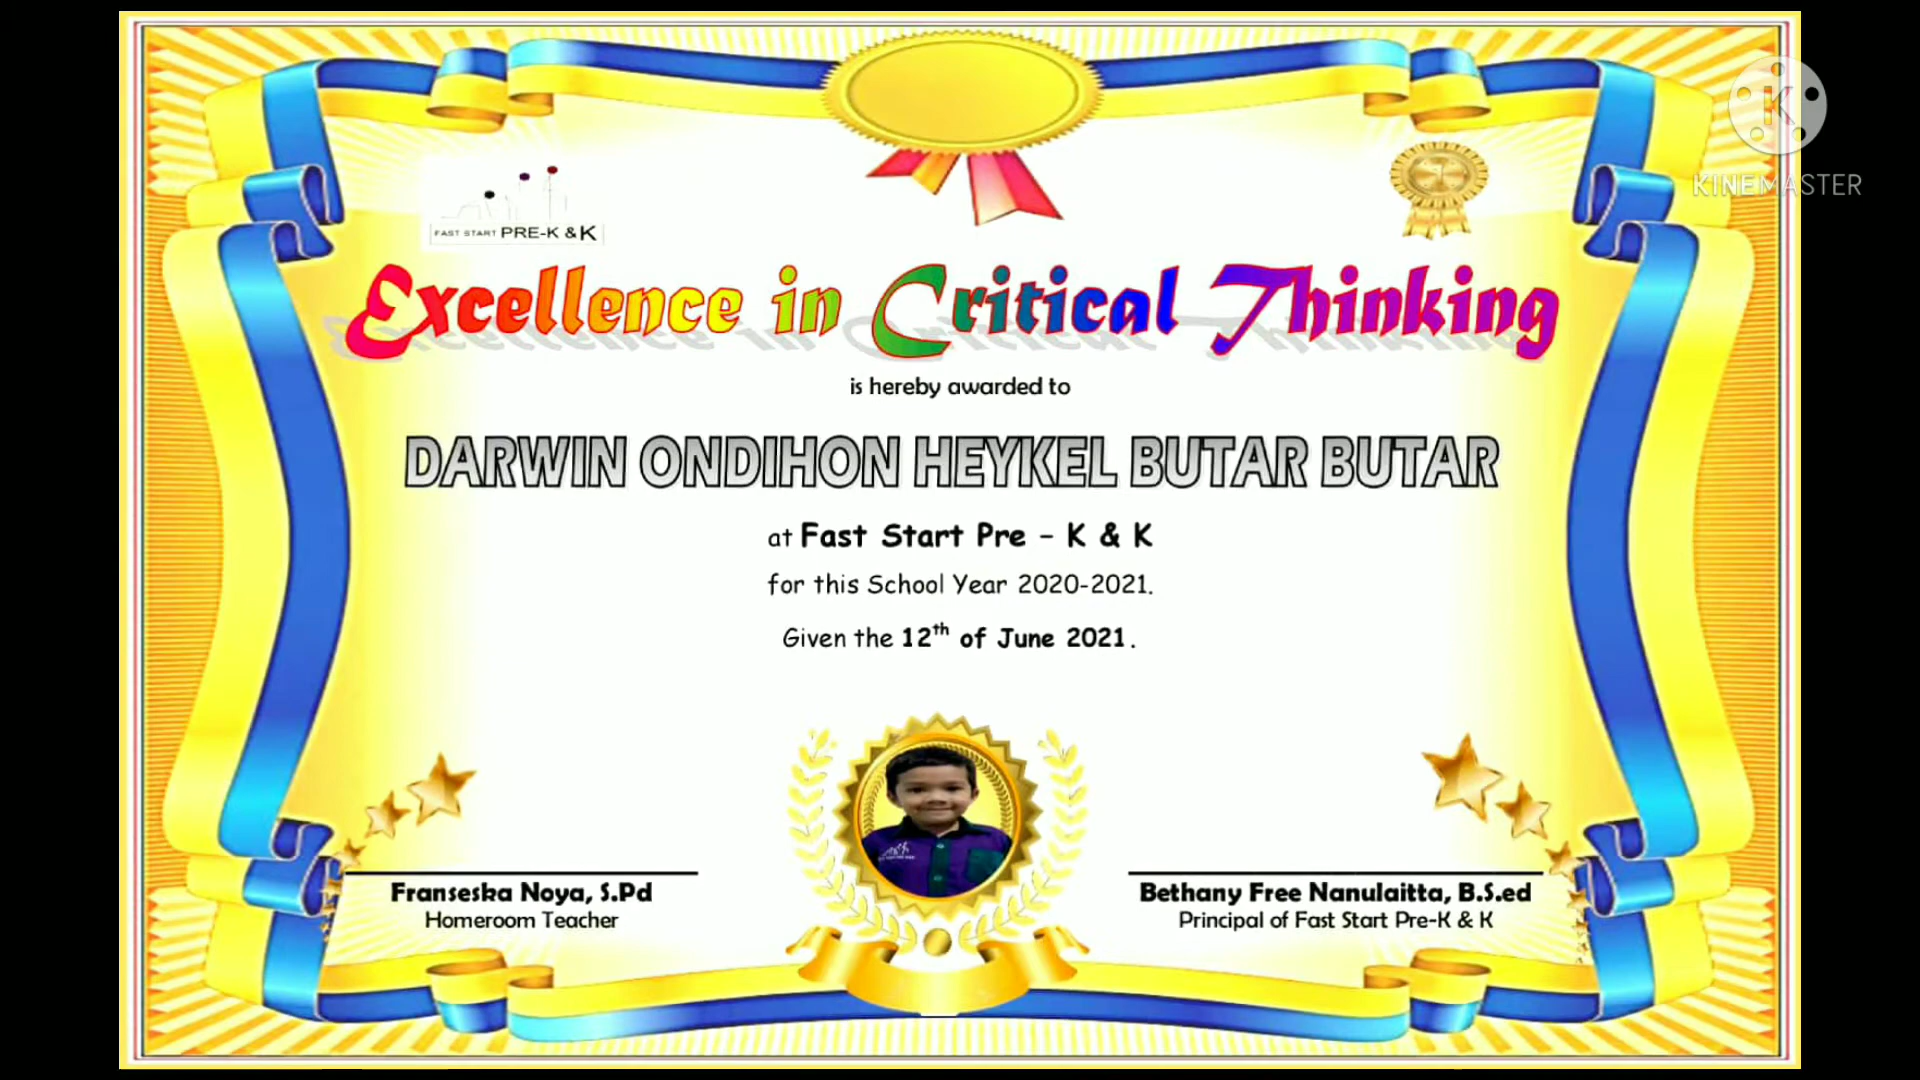 KINEMASTER
FAST START PRE-K & K
Excellence in Critical Thinking
is hereby awarded to
DARWIN ONDIHON HEYKEL BUTAR BUTAR
at Fast Start Pre – K & K
for this School Year 2020-2021.
Given the 12th of June 2021.
Franseska Noya, S.Pd
Homeroom Teacher
Bethany Free Nanulaitta, B.S.ed
Principal of Fast Start Pre-K & K